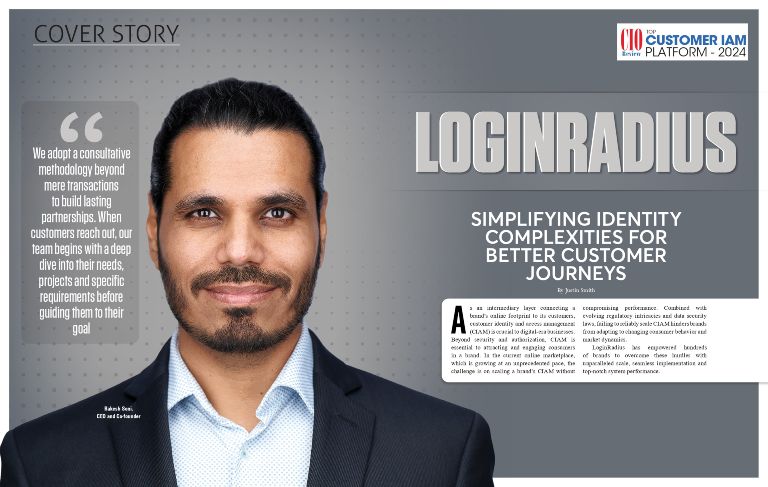 COVER STORY
CIO
Review
TOP
CUSTOMER IAM
PLATFORM - 2024
“
We adopt a consultative
methodology beyond
mere transactions
to build lasting
partnerships. When
customers reach out, our
team begins with a deep
dive into their needs,
projects and specific
requirements before
guiding them to their
goal
Rakesh Soni,
CEO and Co-founder
LOGINRADIUS
SIMPLIFYING IDENTITY
COMPLEXITIES FOR
BETTER CUSTOMER
JOURNEYS
By Justin Smith
As an intermediary layer connecting a
brand's online footprint to its customers,
customer identity and access management
(CIAM) is crucial to digital-era businesses.
Beyond security and authorization, CIAM is
essential to attracting and engaging consumers
in a brand. In the current online marketplace,
which is growing at an unprecedented pace, the
challenge is on scaling a brand's CIAM without
compromising performance. Combined with
evolving regulatory intricacies and data security
laws, failing to reliably scale CIAM hinders brands
from adapting to changing consumer behavior and
market dynamics.
LoginRadius has empowered hundreds
of brands to overcome these hurdles with
unparalleled scale, seamless implementation and
top-notch system performance.